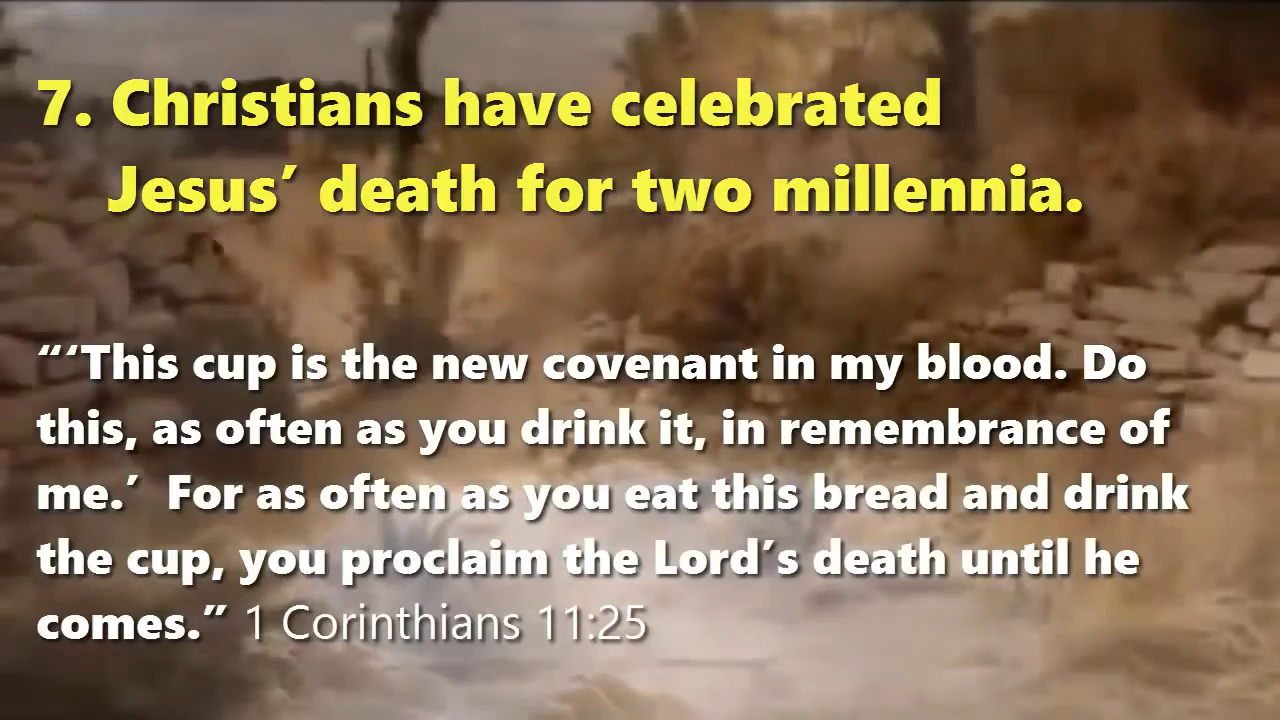 7. Christians have celebrated
Jesus’ death for two millennia.
“‘This cup is the new covenant in my blood. Do
this, as often as you drink it, in remembrance of
me.’  For as often as you eat this bread and drink
the cup, you proclaim the Lord’s death until he
comes.” 1 Corinthians 11:25